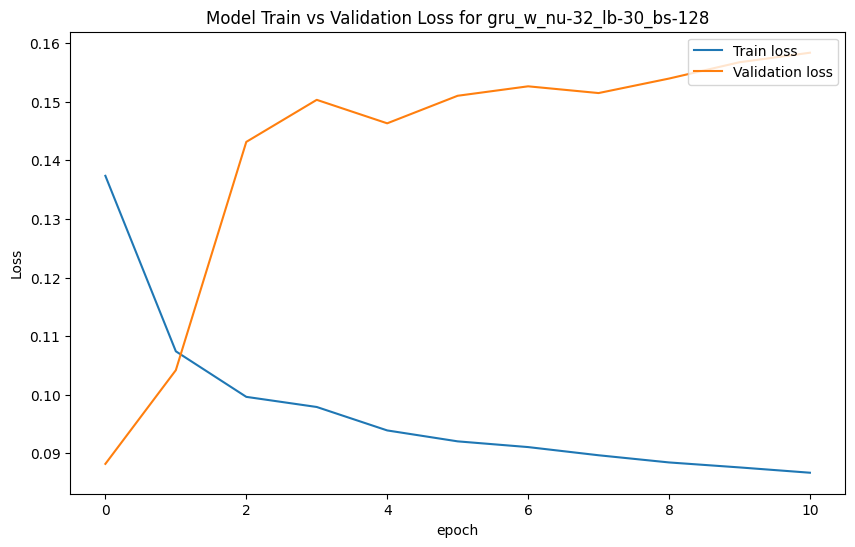 Model Train vs Validation Loss for gru_w_nu-32_lb-30_bs-128
0.16
0.15
0.14
0.13
0.12
0.11
0.10
0.09
Loss
Train loss
Validation loss
0 2 4 6 8 10
epoch